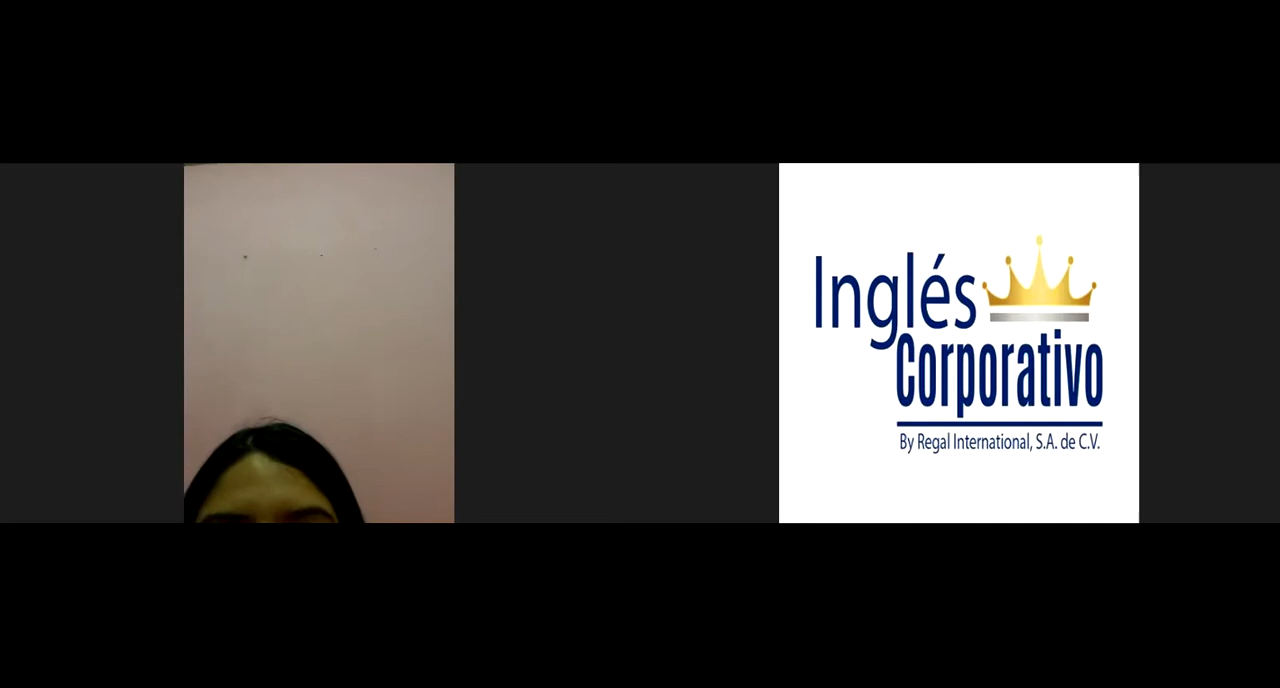 Inglés
Corporativo
By Regal International, S.A. de C.V.